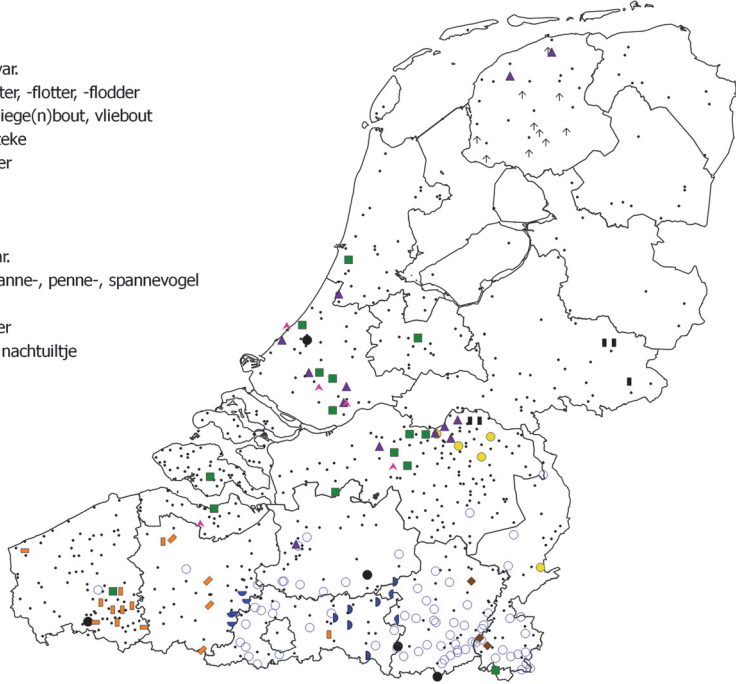 var.
ter, -flotter, -flodder
iege(n)bout, vliebout
teke
er
ar.
anne-, penne-, spannevogel
er
nachtuiltje